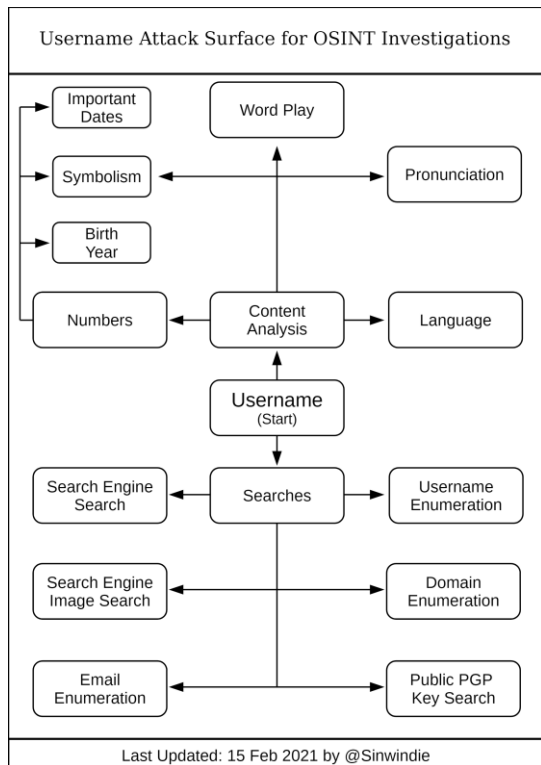 Username Attack Surface for OSINT Investigations
Important
Dates
Word Play
Symbolism
Pronunciation
Birth
Year
Numbers
Content
Analysis
Language
Username
(Start)
Search Engine
Search
Searches
Username
Enumeration
Search Engine
Image Search
Domain
Enumeration
Email
Enumeration
Public PGP
Key Search
Last Updated: 15 Feb 2021 by @Sinwindie